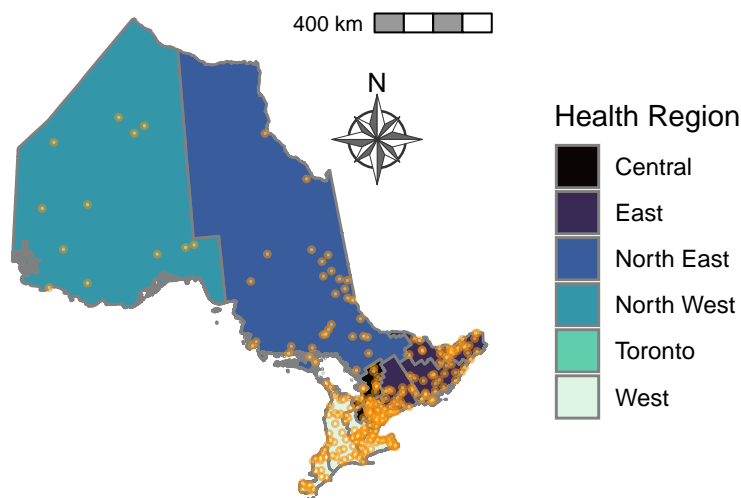 400 km
N
Health Region
Central
East
North East
North West
Toronto
West